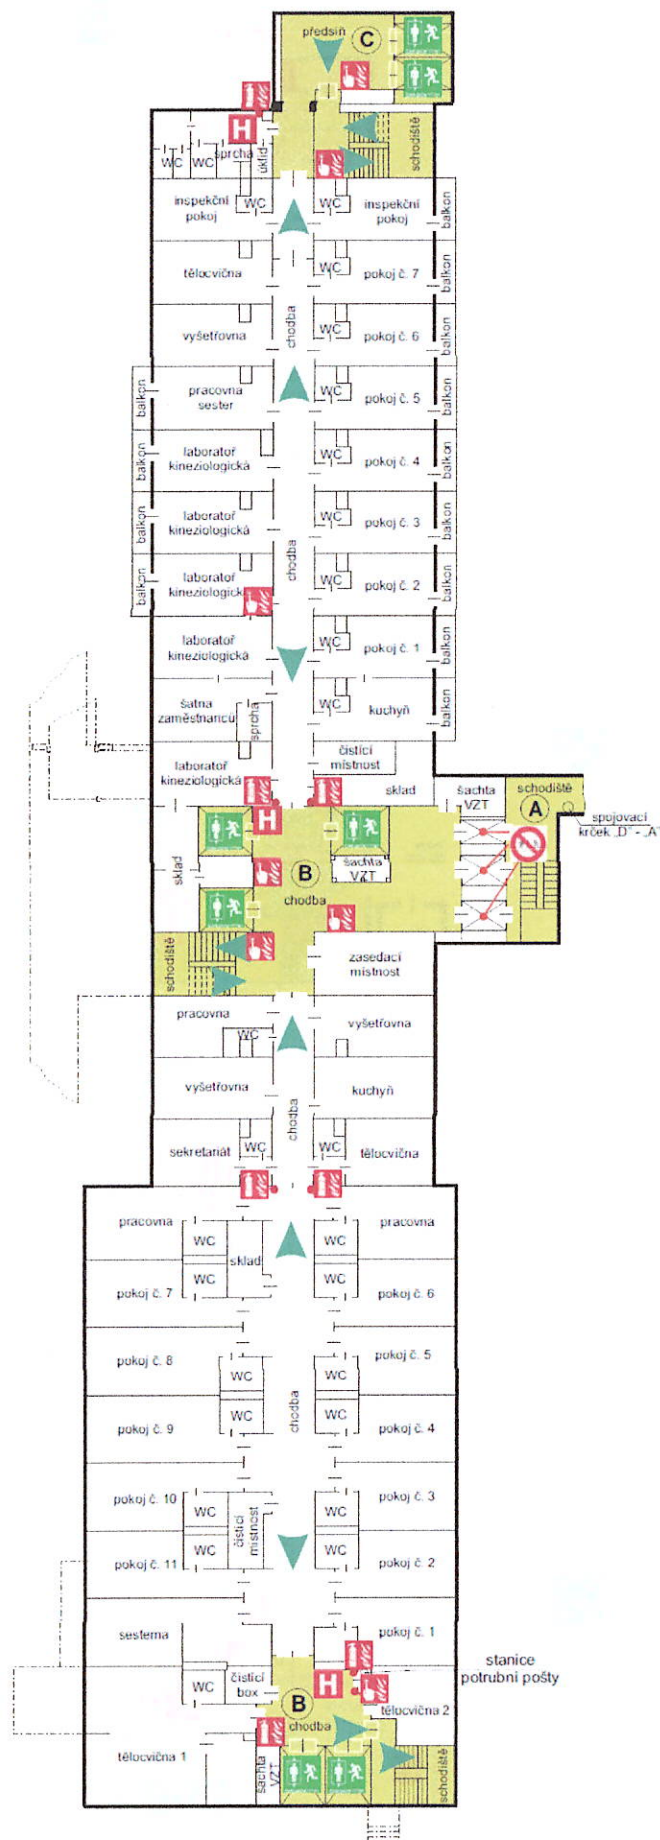 předsíň
C
H
sprcha
WC
WC
úklid
schodiště
inspekční
pokoj
WC
WC
inspekční
pokoj
balkon
tělocvična
WC
pokoj č. 7
balkon
chodba
vyšetřovna
WC
pokoj č. 6
balkon
balkon
pracovna
sester
WC
pokoj č. 5
balkon
balkon
laboratoř
kineziologická
WC
pokoj č. 4
balkon
balkon
laboratoř
kineziologická
WC
pokoj č. 3
balkon
chodba
balkon
laboratoř
kineziologická
WC
pokoj č. 2
balkon
laboratoř
kineziologická
WC
pokoj č. 1
balkon
šatna
zaměstnanců
sprcha
WC
kuchyň
balkon
čistící
místnost
laboratoř
kineziologická
sklad
šachta
VZT
schodiště
A
spojovací
krček „D" - „A"
H
sklad
B
chodba
šachta
VZT
schodiště
zasedací
místnost
pracovna
WC
vyšetřovna
vyšetřovna
chodba
kuchyň
sekretariát
WC
WC
tělocvična
pracovna
WC
sklad
WC
pracovna
pokoj č. 7
WC
WC
pokoj č. 6
pokoj č. 8
WC
WC
pokoj č. 5
chodba
pokoj č. 9
WC
WC
pokoj č. 4
pokoj č. 10
WC
čistící
místnost
WC
pokoj č. 3
pokoj č. 11
WC
WC
pokoj č. 2
sesterna
pokoj č. 1
stanice
potrubní pošty
WC
čistící
box
H
B
chodba
tělocvična 2
tělocvična 1
šachta
VZT
schodiště